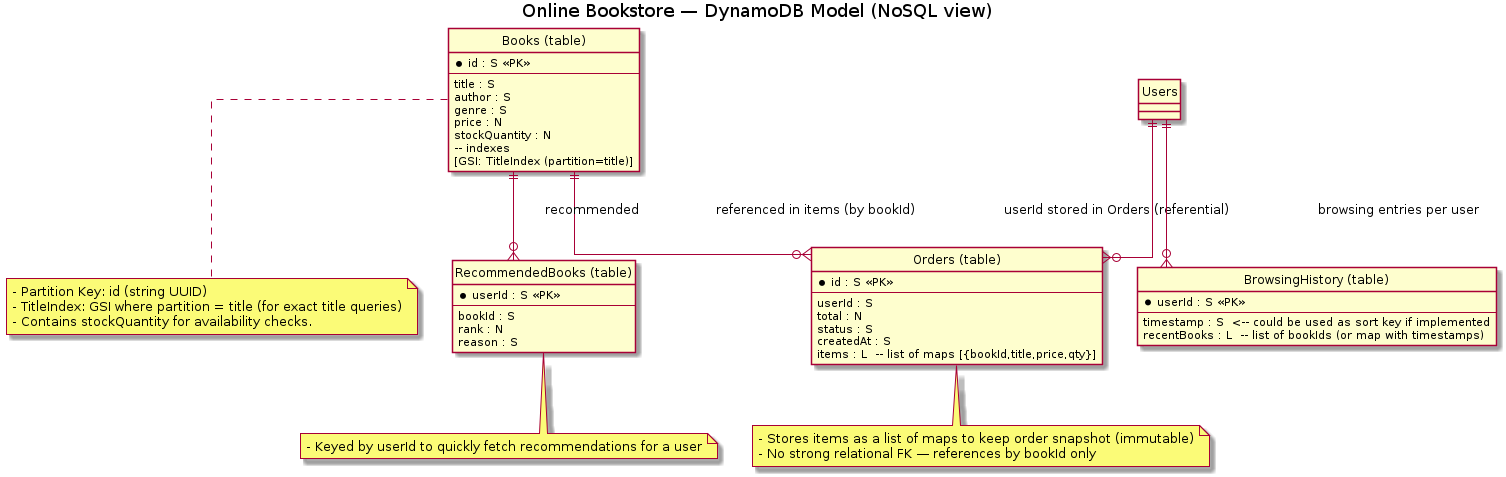 Online Bookstore — DynamoDB Model (NoSQL view)
Books (table)
id : S «PK»
title : S
author : S
genre : S
price : N
stockQuantity : N
-- indexes
[GSI: TitleIndex (partition=title)]
Users
recommended
referenced in items (by bookId)
userId stored in Orders (referential)
browsing entries per user
- Partition Key: id (string UUID)
- TitleIndex: GSI where partition = title (for exact title queries)
- Contains stockQuantity for availability checks.
RecommendedBooks (table)
userId : S «PK»
bookId : S
rank : N
reason : S
Orders (table)
id : S «PK»
userId : S
total : N
status : S
createdAt : S
items : L  -- list of maps [{bookId,title,price,qty}]
BrowsingHistory (table)
userId : S «PK»
timestamp : S  <-- could be used as sort key if implemented
recentBooks : L  -- list of bookIds (or map with timestamps)
- Keyed by userId to quickly fetch recommendations for a user
- Stores items as a list of maps to keep order snapshot (immutable)
- No strong relational FK — references by bookId only